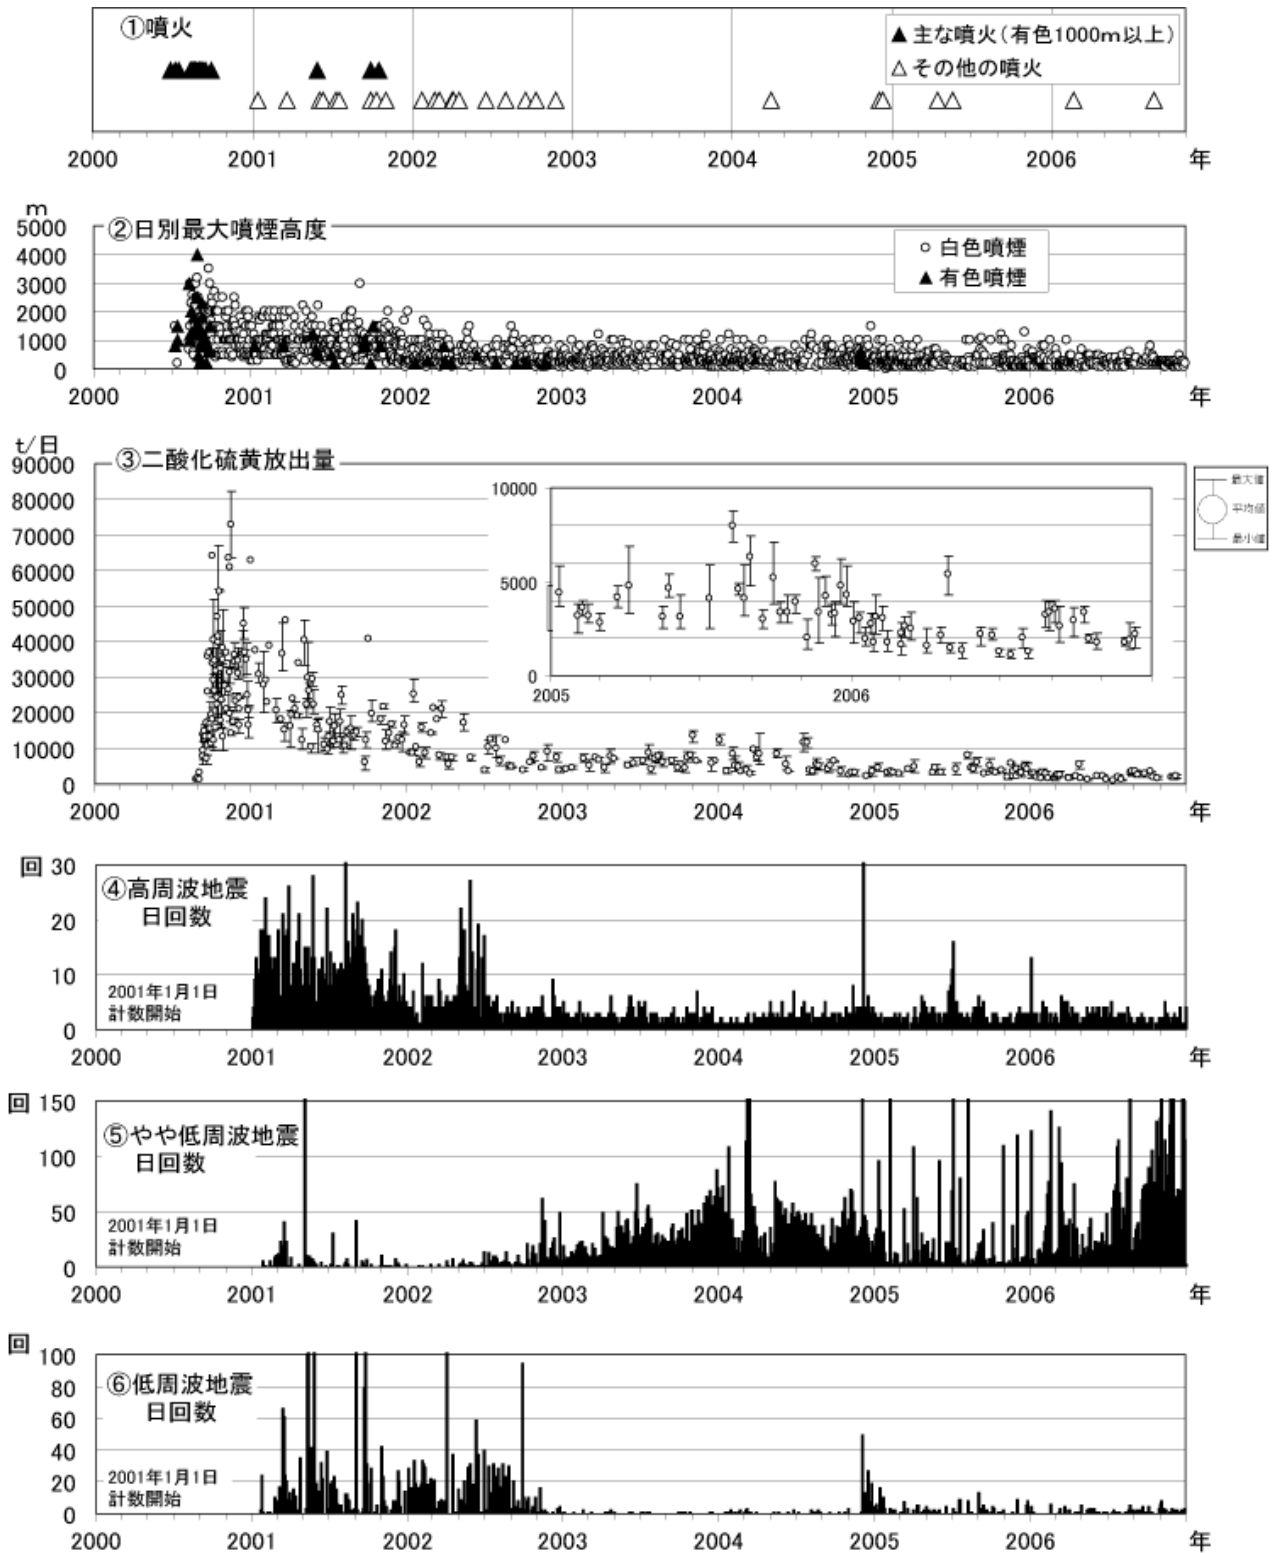 ①噴火
▲ 主な噴火(有色1000m以上)
△ その他の噴火
2000 2001 2002 2003 2004 2005 2006 年
m
②日別最大噴煙高度
○ 白色噴煙
▲ 有色噴煙
5000
4000
3000
2000
1000
0
2000 2001 2002 2003 2004 2005 2006 年
t/日
③二酸化硫黄放出量
90000
80000
70000
60000
50000
40000
30000
20000
10000
0
10000
5000
0
2005 2006
最大値
平均値
最小値
2000 2001 2002 2003 2004 2005 2006 年
回
④高周波地震
日回数
30
20
10
0
2001年1月1日
計数開始
2000 2001 2002 2003 2004 2005 2006 年
回
⑤やや低周波地震
日回数
150
100
50
0
2001年1月1日
計数開始
2000 2001 2002 2003 2004 2005 2006 年
回
⑥低周波地震
日回数
100
80
60
40
20
0
2001年1月1日
計数開始
2000 2001 2002 2003 2004 2005 2006 年